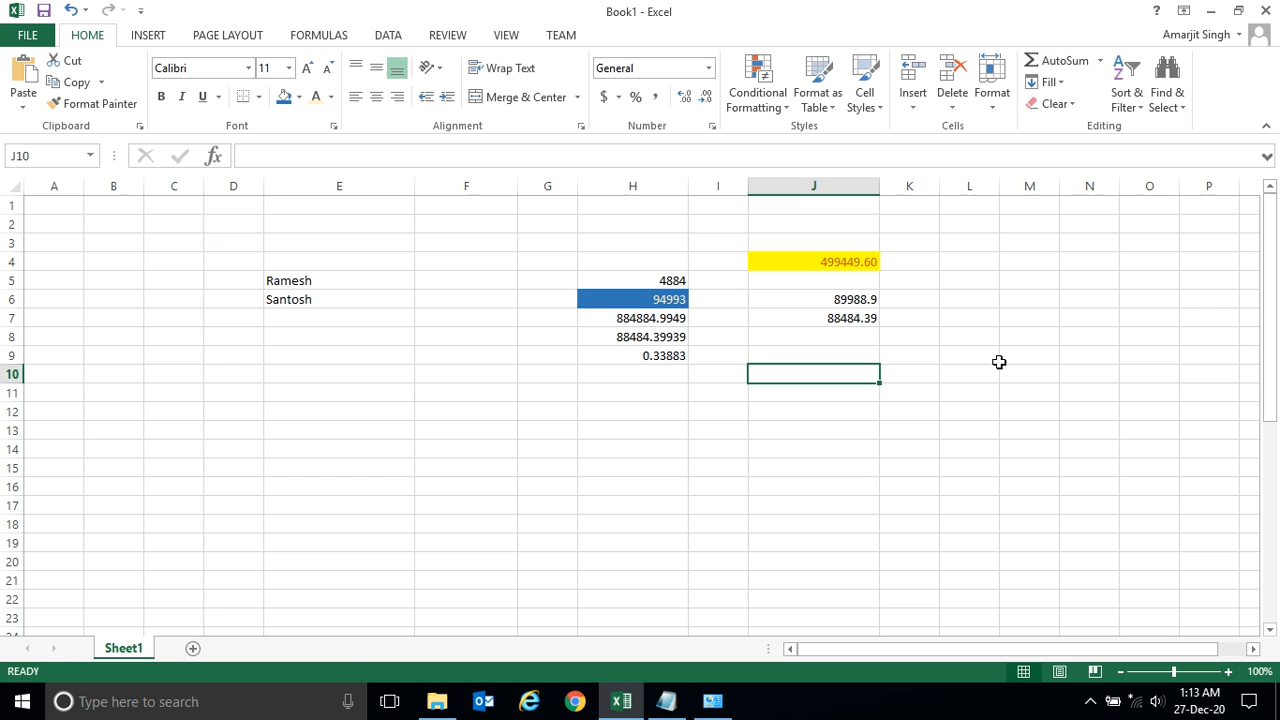 Book1 - Excel
?
FILE HOME INSERT PAGE LAYOUT FORMULAS DATA REVIEW VIEW TEAM
Amarjit Singh
Paste
Cut
Copy
Format Painter
Clipboard
Calibri 11
B I U
Font
Wrap Text
Merge & Center
Alignment
General
$ % ,
Number
Conditional Formatting
Format as Table
Cell Styles
Styles
Insert Delete Format
Cells
AutoSum
Fill
Clear
Sort & Filter
Find & Select
Editing
J10
fx
A B C D E F G H I J K L M N O P
1
2
3
4 499449.60
5 Ramesh 4884
6 Santosh 94993 89988.9
7 884884.9949 88484.39
8 88484.39939
9 0.33883
10
11
12
13
14
15
16
17
18
19
20
21
22
23
24
Sheet1
READY
100%
Type here to search
1:13 AM
27-Dec-20